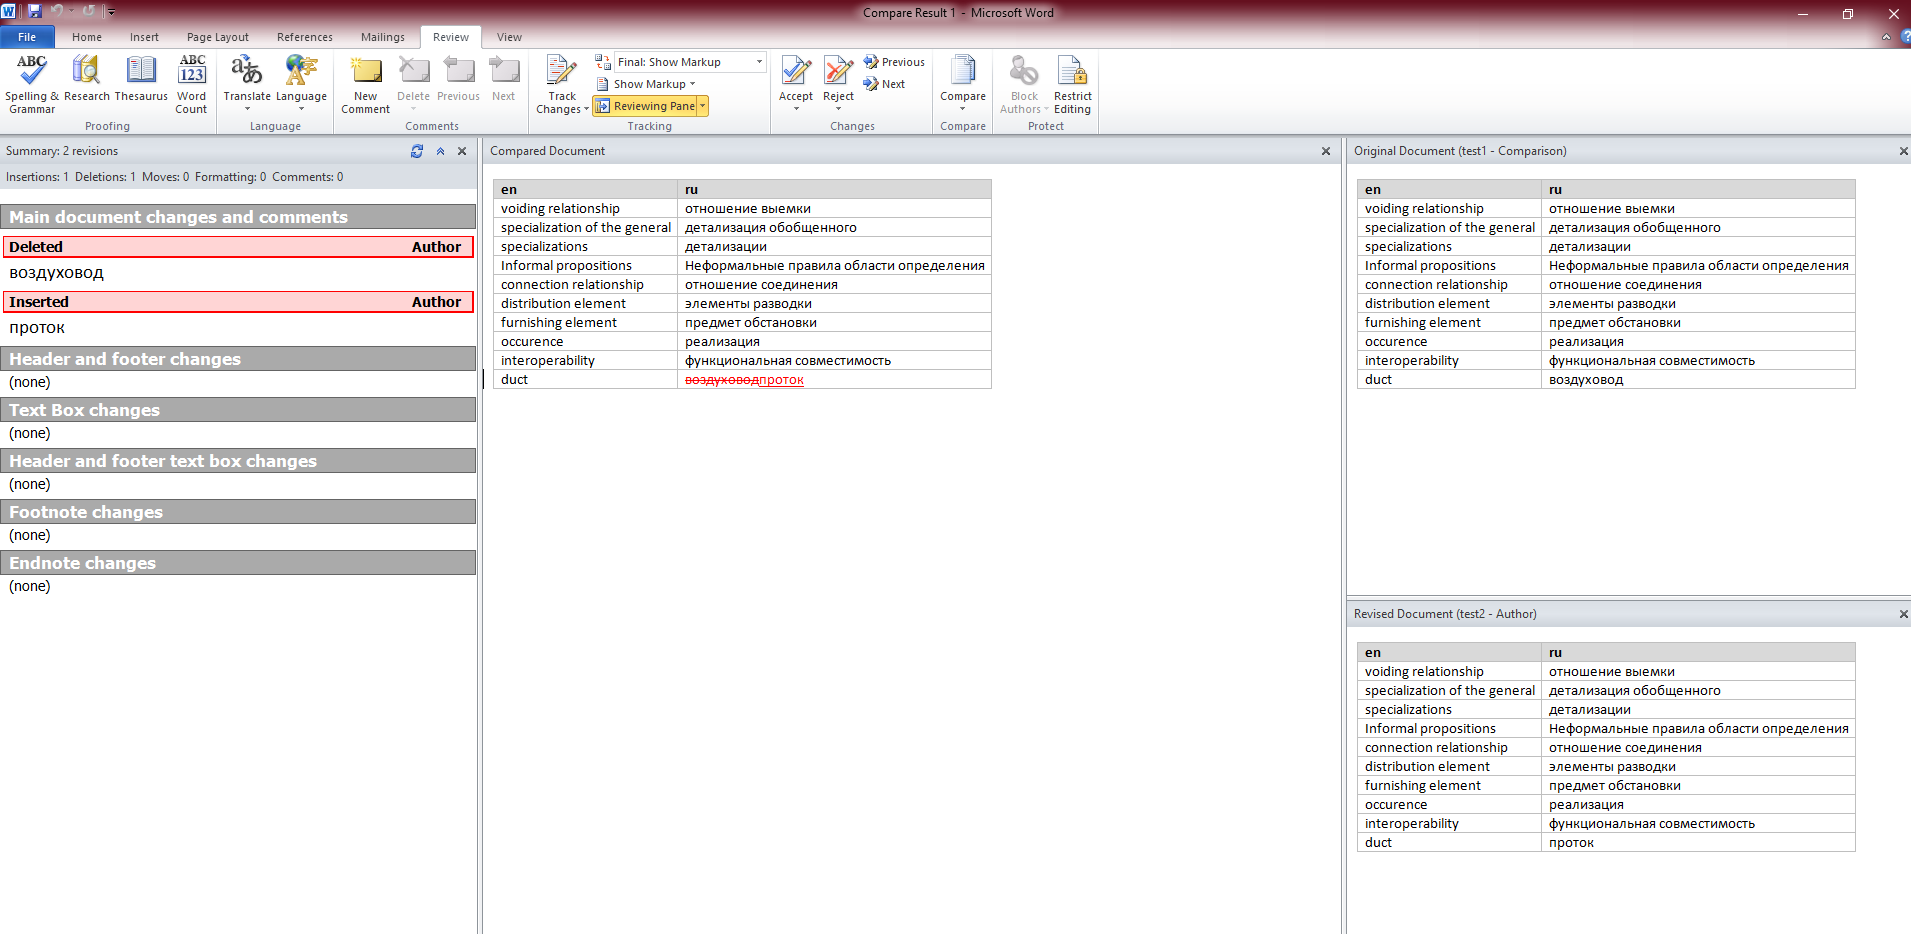 Compare Result 1 - Microsoft Word
File Home Insert Page Layout References Mailings Review View
ABC Spelling & Grammar
Research
Thesaurus
ABC 123 Word Count
Proofing
Translate
Language
Language
New Comment
Delete
Previous
Next
Comments
Track Changes
Final: Show Markup
Show Markup
Reviewing Pane
Tracking
Accept
Reject
Previous
Next
Changes
Compare
Compare
Block Authors
Restrict Editing
Protect
Summary: 2 revisions
Insertions: 1 Deletions: 1 Moves: 0 Formatting: 0 Comments: 0
Main document changes and comments
Deleted Author
воздуховод
Inserted Author
проток
Header and footer changes
(none)
Text Box changes
(none)
Header and footer text box changes
(none)
Footnote changes
(none)
Endnote changes
(none)
Compared Document
en ru
voiding relationship отношение выемки
specialization of the general детализация обобщенного
specializations детализации
Informal propositions Неформальные правила области определения
connection relationship отношение соединения
distribution element элементы разводки
furnishing element предмет обстановки
occurence реализация
interoperability функциональная совместимость
duct воздуховодпроток
Original Document (test1 - Comparison)
en ru
voiding relationship отношение выемки
specialization of the general детализация обобщенного
specializations детализации
Informal propositions Неформальные правила области определения
connection relationship отношение соединения
distribution element элементы разводки
furnishing element предмет обстановки
occurence реализация
interoperability функциональная совместимость
duct воздуховод
Revised Document (test2 - Author)
en ru
voiding relationship отношение выемки
specialization of the general детализация обобщенного
specializations детализации
Informal propositions Неформальные правила области определения
connection relationship отношение соединения
distribution element элементы разводки
furnishing element предмет обстановки
occurence реализация
interoperability функциональная совместимость
duct проток